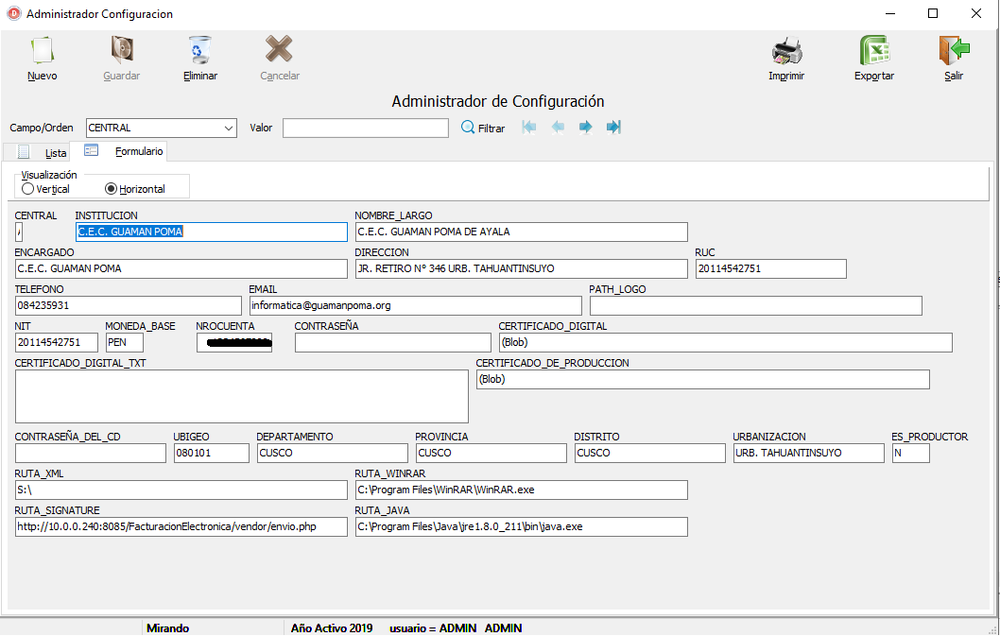 Administrador Configuracion
Nuevo Guardar Eliminar Cancelar Imprimir Exportar Salir
Administrador de Configuración
Campo/Orden CENTRAL Valor Filtrar
Lista Formulario
Visualización
Vertical Horizontal
CENTRAL INSTITUCION NOMBRE_LARGO
C.E.C. GUAMAN POMA C.E.C. GUAMAN POMA DE AYALA
ENCARGADO DIRECCION RUC
C.E.C. GUAMAN POMA JR. RETIRO N° 346 URB. TAHUANTINSUYO 20114542751
TELEFONO EMAIL PATH_LOGO
084235931 informatica@guamanpoma.org
NIT MONEDA_BASE NROCUENTA CONTRASEÑA CERTIFICADO_DIGITAL
20114542751 PEN (Blob)
CERTIFICADO_DIGITAL_TXT CERTIFICADO_DE_PRODUCCION
(Blob)
CONTRASEÑA_DEL_CD UBIGEO DEPARTAMENTO PROVINCIA DISTRITO URBANIZACION ES_PRODUCTOR
080101 CUSCO CUSCO CUSCO URB. TAHUANTINSUYO N
RUTA_XML RUTA_WINRAR
S:\ C:\Program Files\WinRAR\WinRAR.exe
RUTA_SIGNATURE RUTA_JAVA
http://10.0.0.240:8085/FacturacionElectronica/vendor/envio.php C:\Program Files\Java\jre1.8.0_211\bin\java.exe
Mirando Año Activo 2019 usuario = ADMIN ADMIN